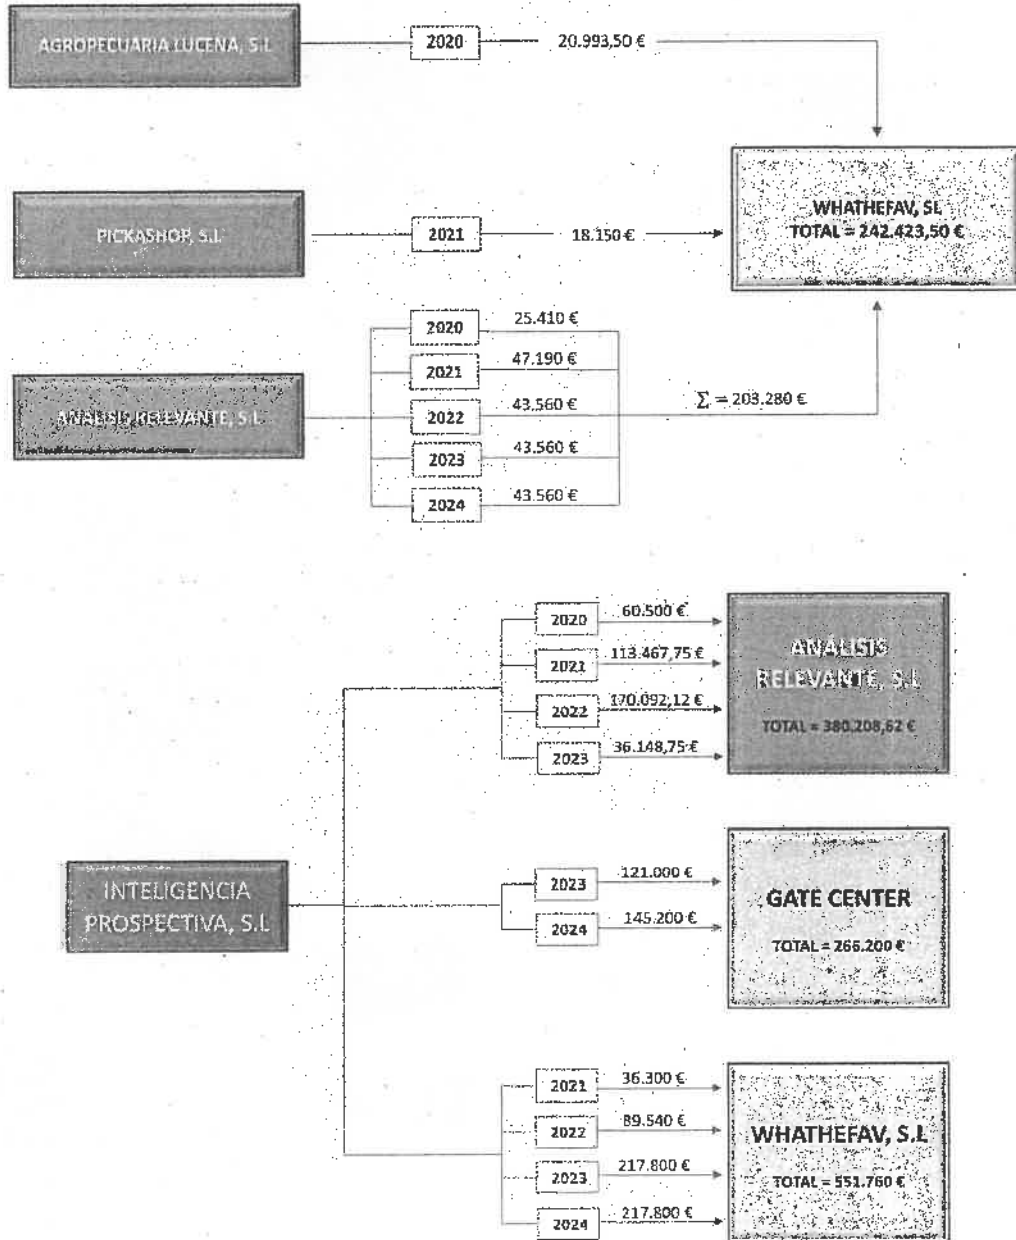 AGROPECUARIA LUCENA, S.L
2020
20.993,50 €
WHATHEFAV, SL
TOTAL = 242.423,50 €
PICKASHOP, S.L
2021
18.150 €
ANÁLISIS RELEVANTE, S.L
2020
25.410 €
2021
47.190 €
2022
43.560 €
2023
43.560 €
2024
43.560 €
∑ = 203.280 €
INTELIGENCIA
PROSPECTIVA, S.L
2020
60.500 €
2021
113.467,75 €
2022
170.092,12 €
2023
36.148,75 €
ANÁLISIS
RELEVANTE, S.L
TOTAL = 380.208,62 €
2023
121.000 €
2024
145.200 €
GATE CENTER
TOTAL = 266.200 €
2021
36.300 €
2022
89.540 €
2023
217.800 €
2024
217.800 €
WHATHEFAV, S.L
TOTAL = 551.760 €